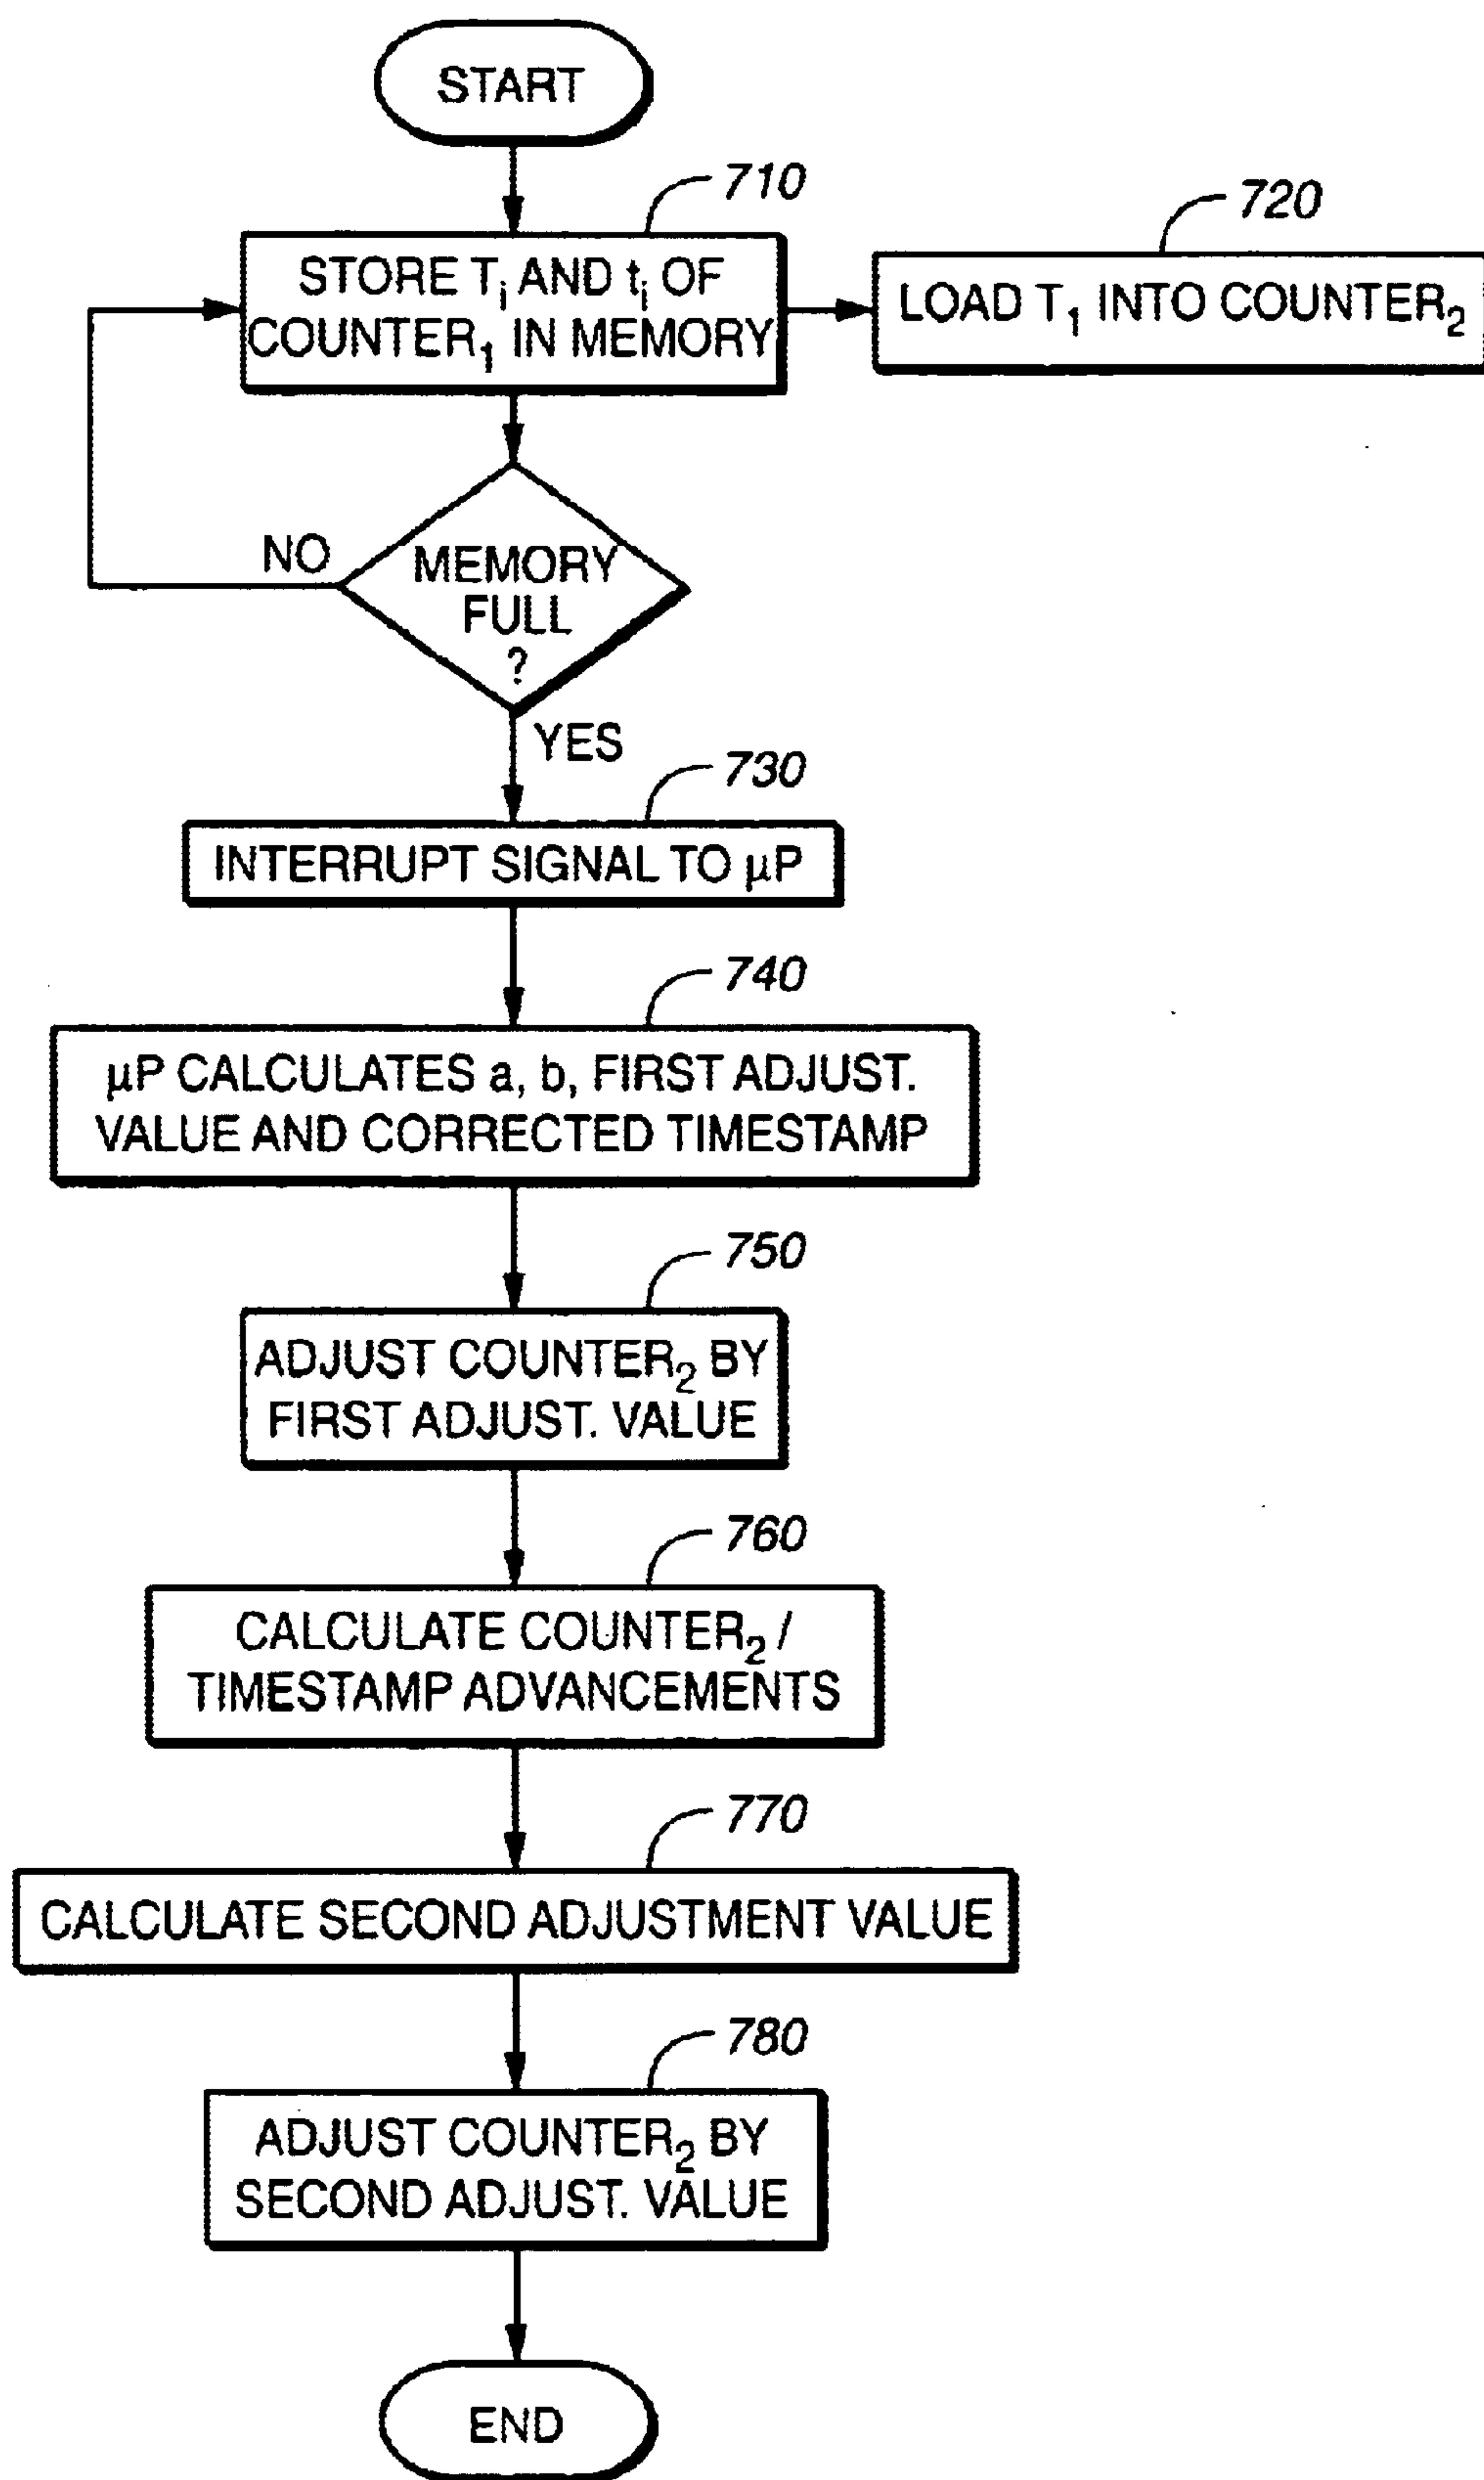 START
710
STORE Tᵢ AND tᵢ OF
COUNTER₁ IN MEMORY
720
LOAD T₁ INTO COUNTER₂
MEMORY
FULL
?
NO
YES
730
INTERRUPT SIGNAL TO µP
740
µP CALCULATES a, b, FIRST ADJUST.
VALUE AND CORRECTED TIMESTAMP
750
ADJUST COUNTER₂ BY
FIRST ADJUST. VALUE
760
CALCULATE COUNTER₂ /
TIMESTAMP ADVANCEMENTS
770
CALCULATE SECOND ADJUSTMENT VALUE
780
ADJUST COUNTER₂ BY
SECOND ADJUST. VALUE
END